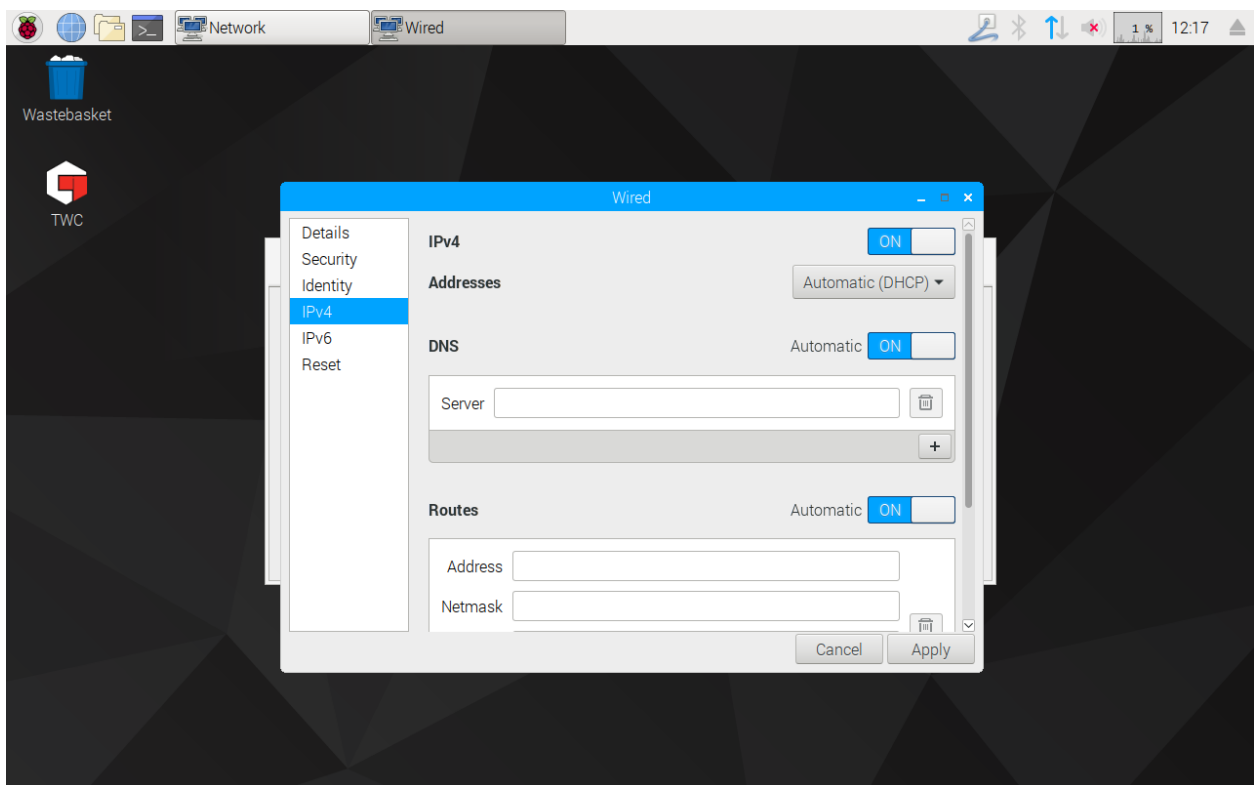 Network Wired 1 % 12:17
Wastebasket
TWC
Wired
Details
Security
Identity
IPv4
IPv6
Reset
IPv4 ON
Addresses Automatic (DHCP)
DNS Automatic ON
Server
+
Routes Automatic ON
Address
Netmask
Cancel Apply